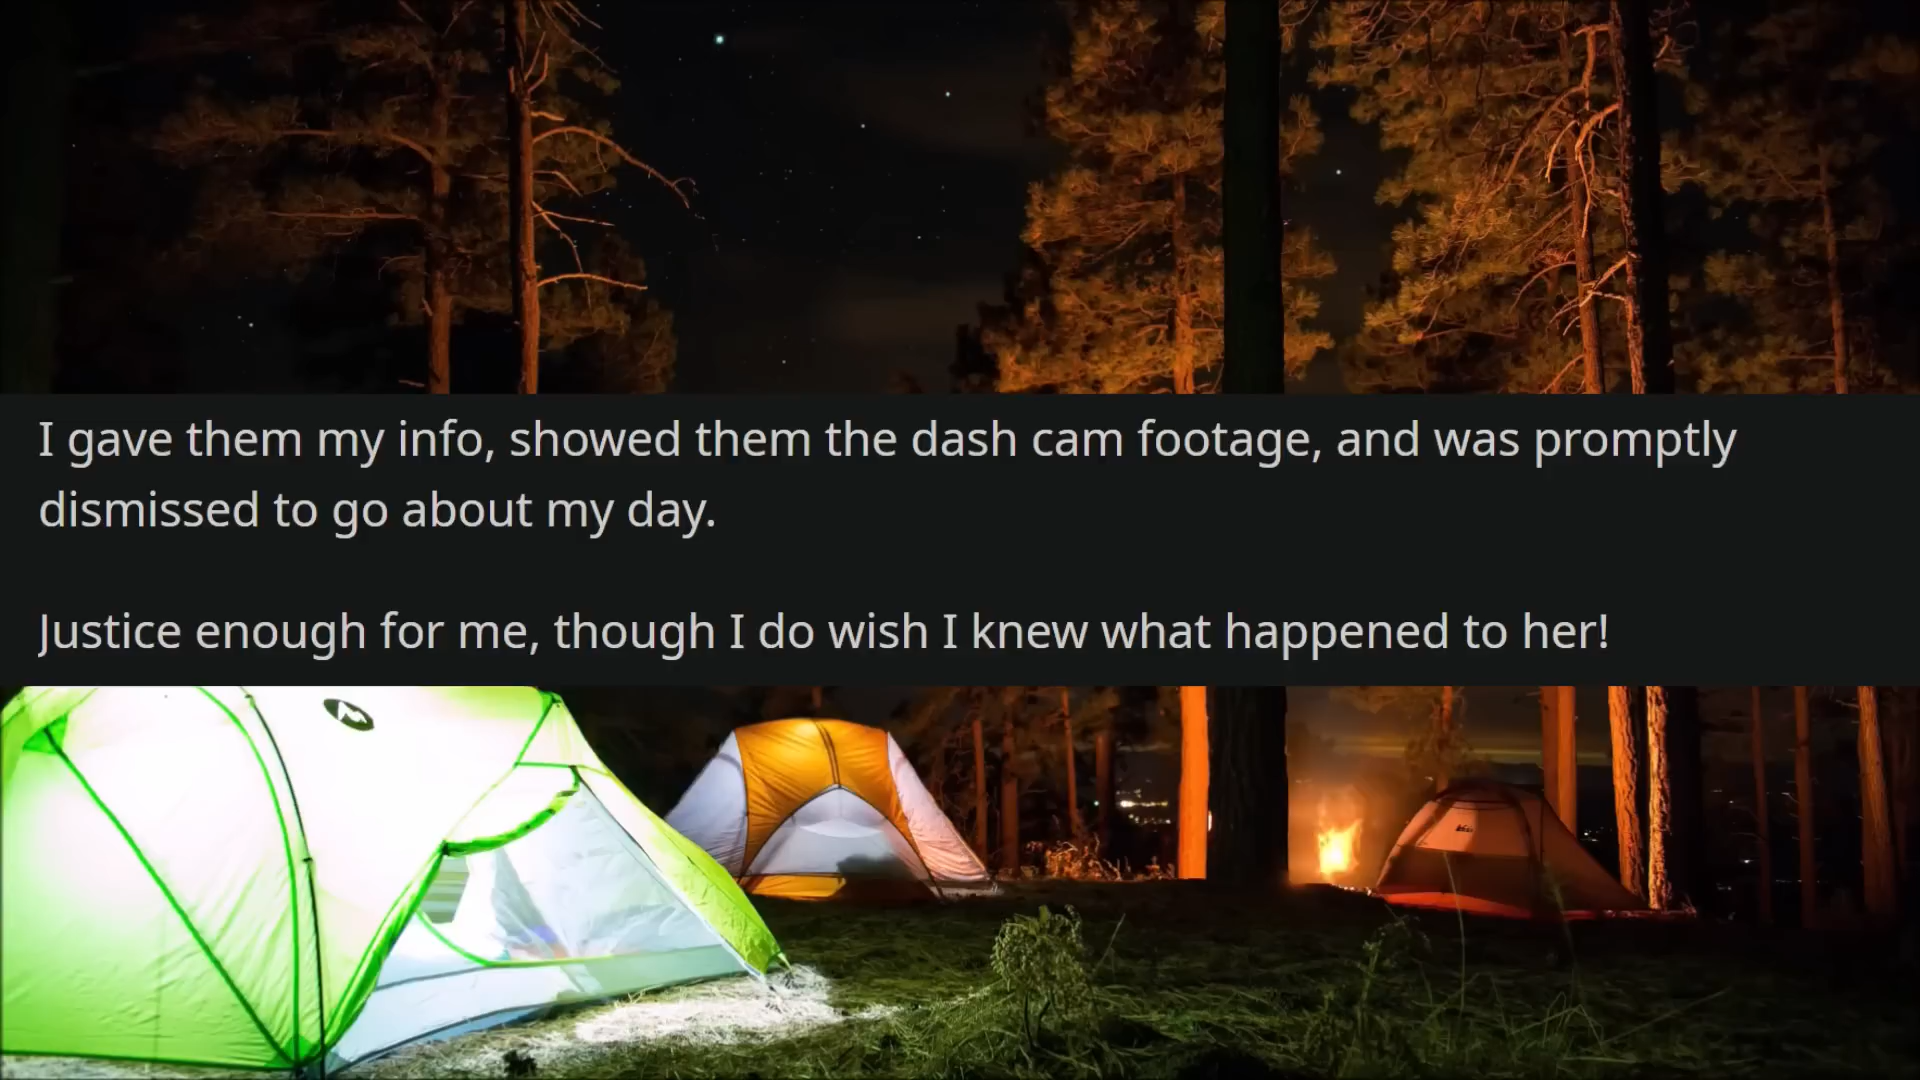 I gave them my info, showed them the dash cam footage, and was promptly
dismissed to go about my day.
Justice enough for me, though I do wish I knew what happened to her!